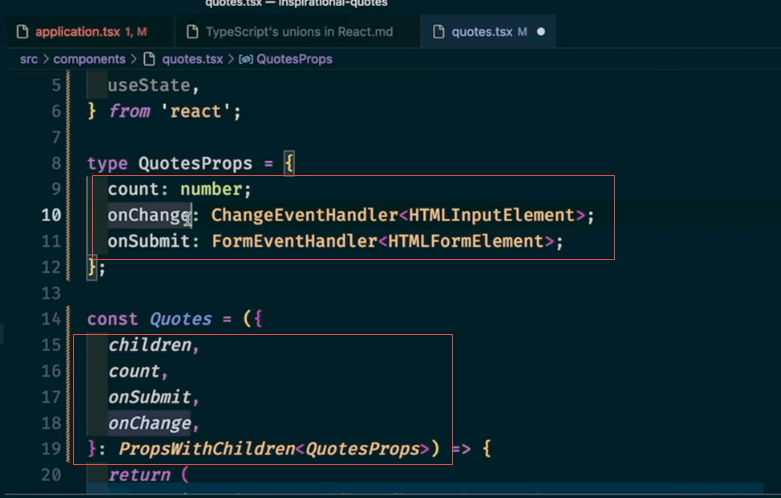 quotes.tsx — inspirational-quotes
application.tsx 1, M TypeScript's unions in React.md quotes.tsx M
src > components > quotes.tsx > QuotesProps
5 useState,
6 } from 'react';
7
8 type QuotesProps = {
9 count: number;
10 onChange: ChangeEventHandler<HTMLInputElement>;
11 onSubmit: FormEventHandler<HTMLFormElement>;
12 };
13
14 const Quotes = ({
15 children,
16 count,
17 onSubmit,
18 onChange,
19 }: PropsWithChildren<QuotesProps>) => {
20 return (